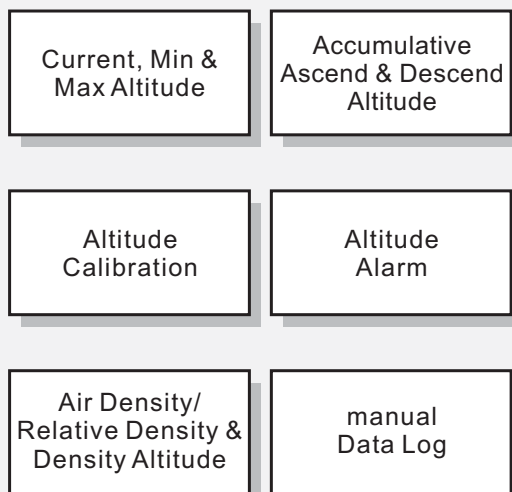 Current, Min &
Max Altitude
Accumulative
Ascend & Descend
Altitude
Altitude
Calibration
Altitude
Alarm
Air Density/
Relative Density &
Density Altitude
manual
Data Log